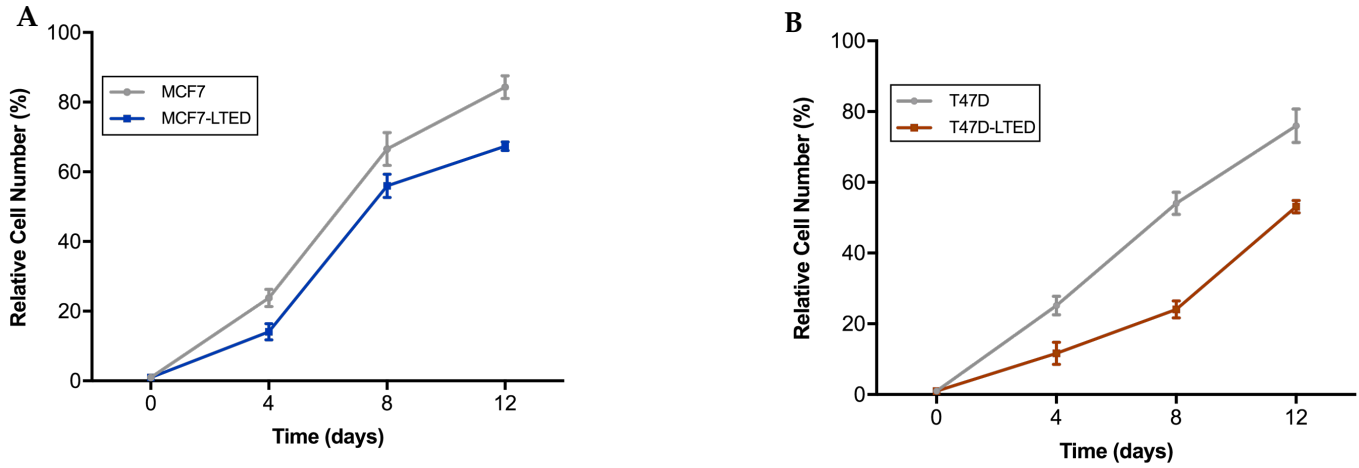 A
Relative Cell Number (%)
100
80
60
40
20
0
MCF7
MCF7-LTED
0 4 8 12
Time (days)
B
Relative Cell Number (%)
100
80
60
40
20
0
T47D
T47D-LTED
0 4 8 12
Time (days)